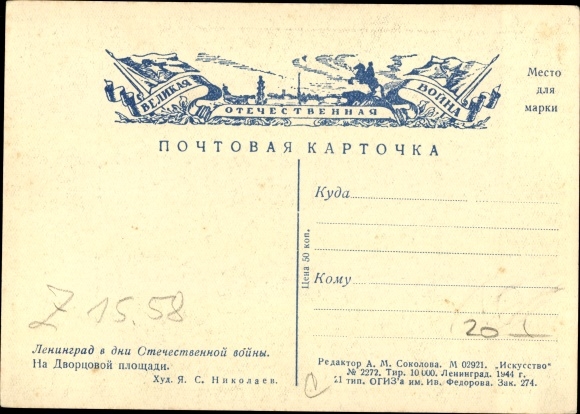 ВЕЛИКАЯ ОТЕЧЕСТВЕННАЯ ВОЙНА
Место
для
марки
ПОЧТОВАЯ КАРТОЧКА
Куда
Цена 50 коп.
Кому
Z 15.58
20
Ленинград в дни Отечественной войны.
На Дворцовой площади.
Худ. Я. С. Николаев.
Редактор А. М. Соколова. М 02921. „Искусство“
№ 2272. Тир. 10 000. Ленинград. 1944 г.
21 тип. ОГИЗ'а им. Ив. Федорова. Зак. 274.